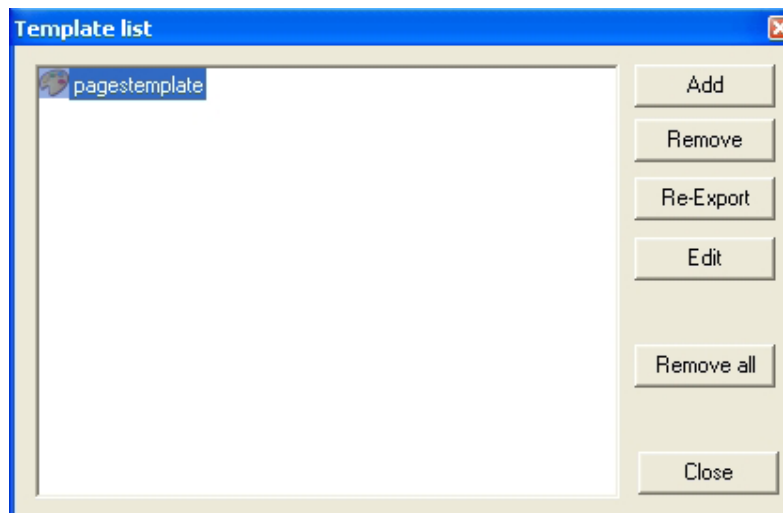 Template list
pagestemplate
Add
Remove
Re-Export
Edit
Remove all
Close